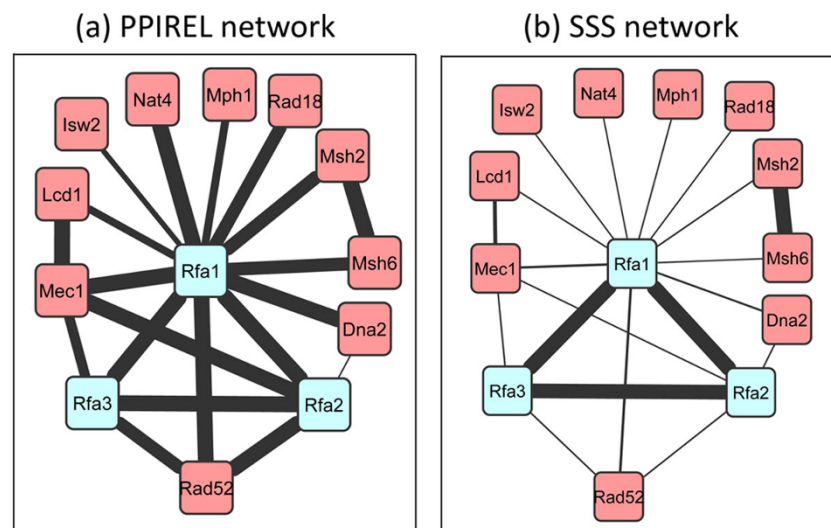 (a) PPIREL network
Nat4
Mph1
Rad18
Isw2
Msh2
Lcd1
Rfa1
Msh6
Mec1
Dna2
Rfa3
Rfa2
Rad52
(b) SSS network
Nat4
Mph1
Rad18
Isw2
Msh2
Lcd1
Rfa1
Msh6
Mec1
Dna2
Rfa3
Rfa2
Rad52